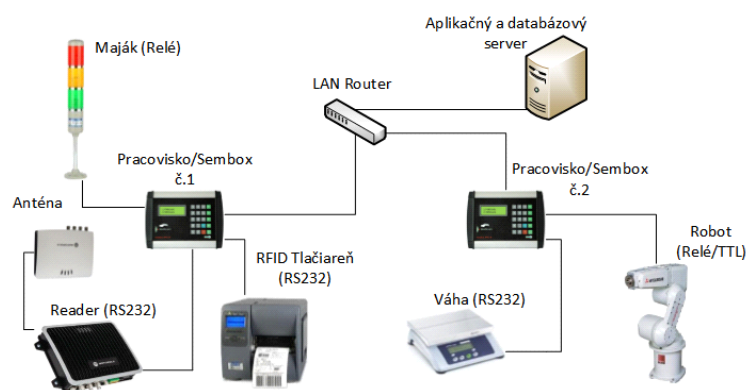 Aplikačný a databázový
server
Maják (Relé)
LAN Router
Pracovisko/Sembox
č.1
Pracovisko/Sembox
č.2
Anténa
RFID Tlačiareň
(RS232)
Robot
(Relé/TTL)
Reader (RS232)
Váha (RS232)